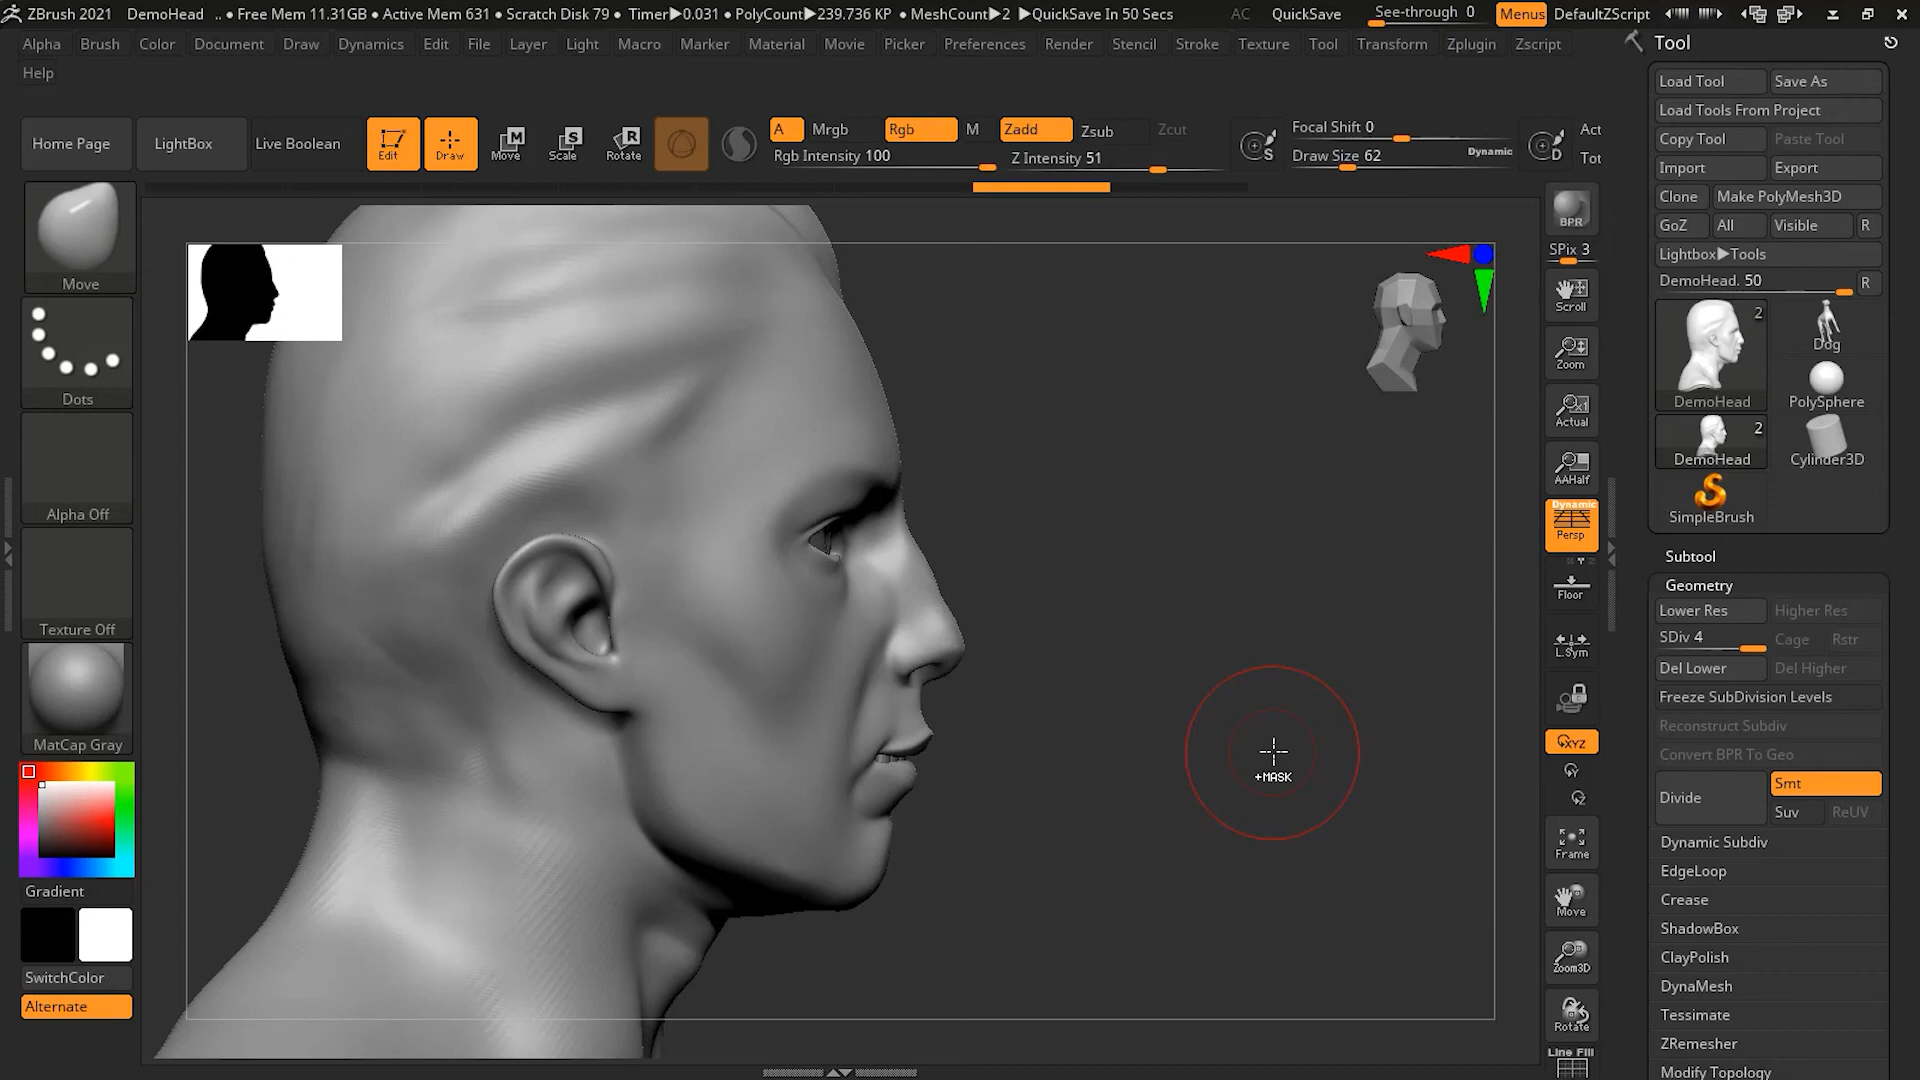 ZBrush 2021 DemoHead .. • Free Mem 11.31GB • Active Mem 631 • Scratch Disk 79 • Timer▶0.031 • PolyCount▶239.736 KP • MeshCount▶2 ▶QuickSave In 50 Secs AC QuickSave See-through 0 Menus DefaultZScript
Alpha Brush Color Document Draw Dynamics Edit File Layer Light Macro Marker Material Movie Picker Preferences Render Stencil Stroke Texture Tool Transform Zplugin Zscript
Help
Home Page LightBox Live Boolean Edit Draw Move Scale Rotate
A Mrgb Rgb M Zadd Zsub Zcut
Rgb Intensity 100 Z Intensity 51
S Focal Shift 0
Draw Size 62 Dynamic D
Act
Tot
Move
Dots
Alpha Off
Texture Off
MatCap Gray
Gradient
SwitchColor
Alternate
+MASK
BPR
SPix 3
Scroll
Zoom
Actual
AAHalf
Dynamic
Persp
Floor
L.Sym
XYZ
Y
Z
Frame
Move
Zoom3D
Rotate
Line Fill
Tool
Load Tool Save As
Load Tools From Project
Copy Tool Paste Tool
Import Export
Clone Make PolyMesh3D
GoZ All Visible R
Lightbox▶Tools
DemoHead. 50 R
2
DemoHead
Dog
PolySphere
2
DemoHead
Cylinder3D
SimpleBrush
Subtool
Geometry
Lower Res Higher Res
SDiv 4 Cage Rstr
Del Lower Del Higher
Freeze SubDivision Levels
Reconstruct Subdiv
Convert BPR To Geo
Divide Smt
Suv ReUV
Dynamic Subdiv
EdgeLoop
Crease
ShadowBox
ClayPolish
DynaMesh
Tessimate
ZRemesher
Modify Topology